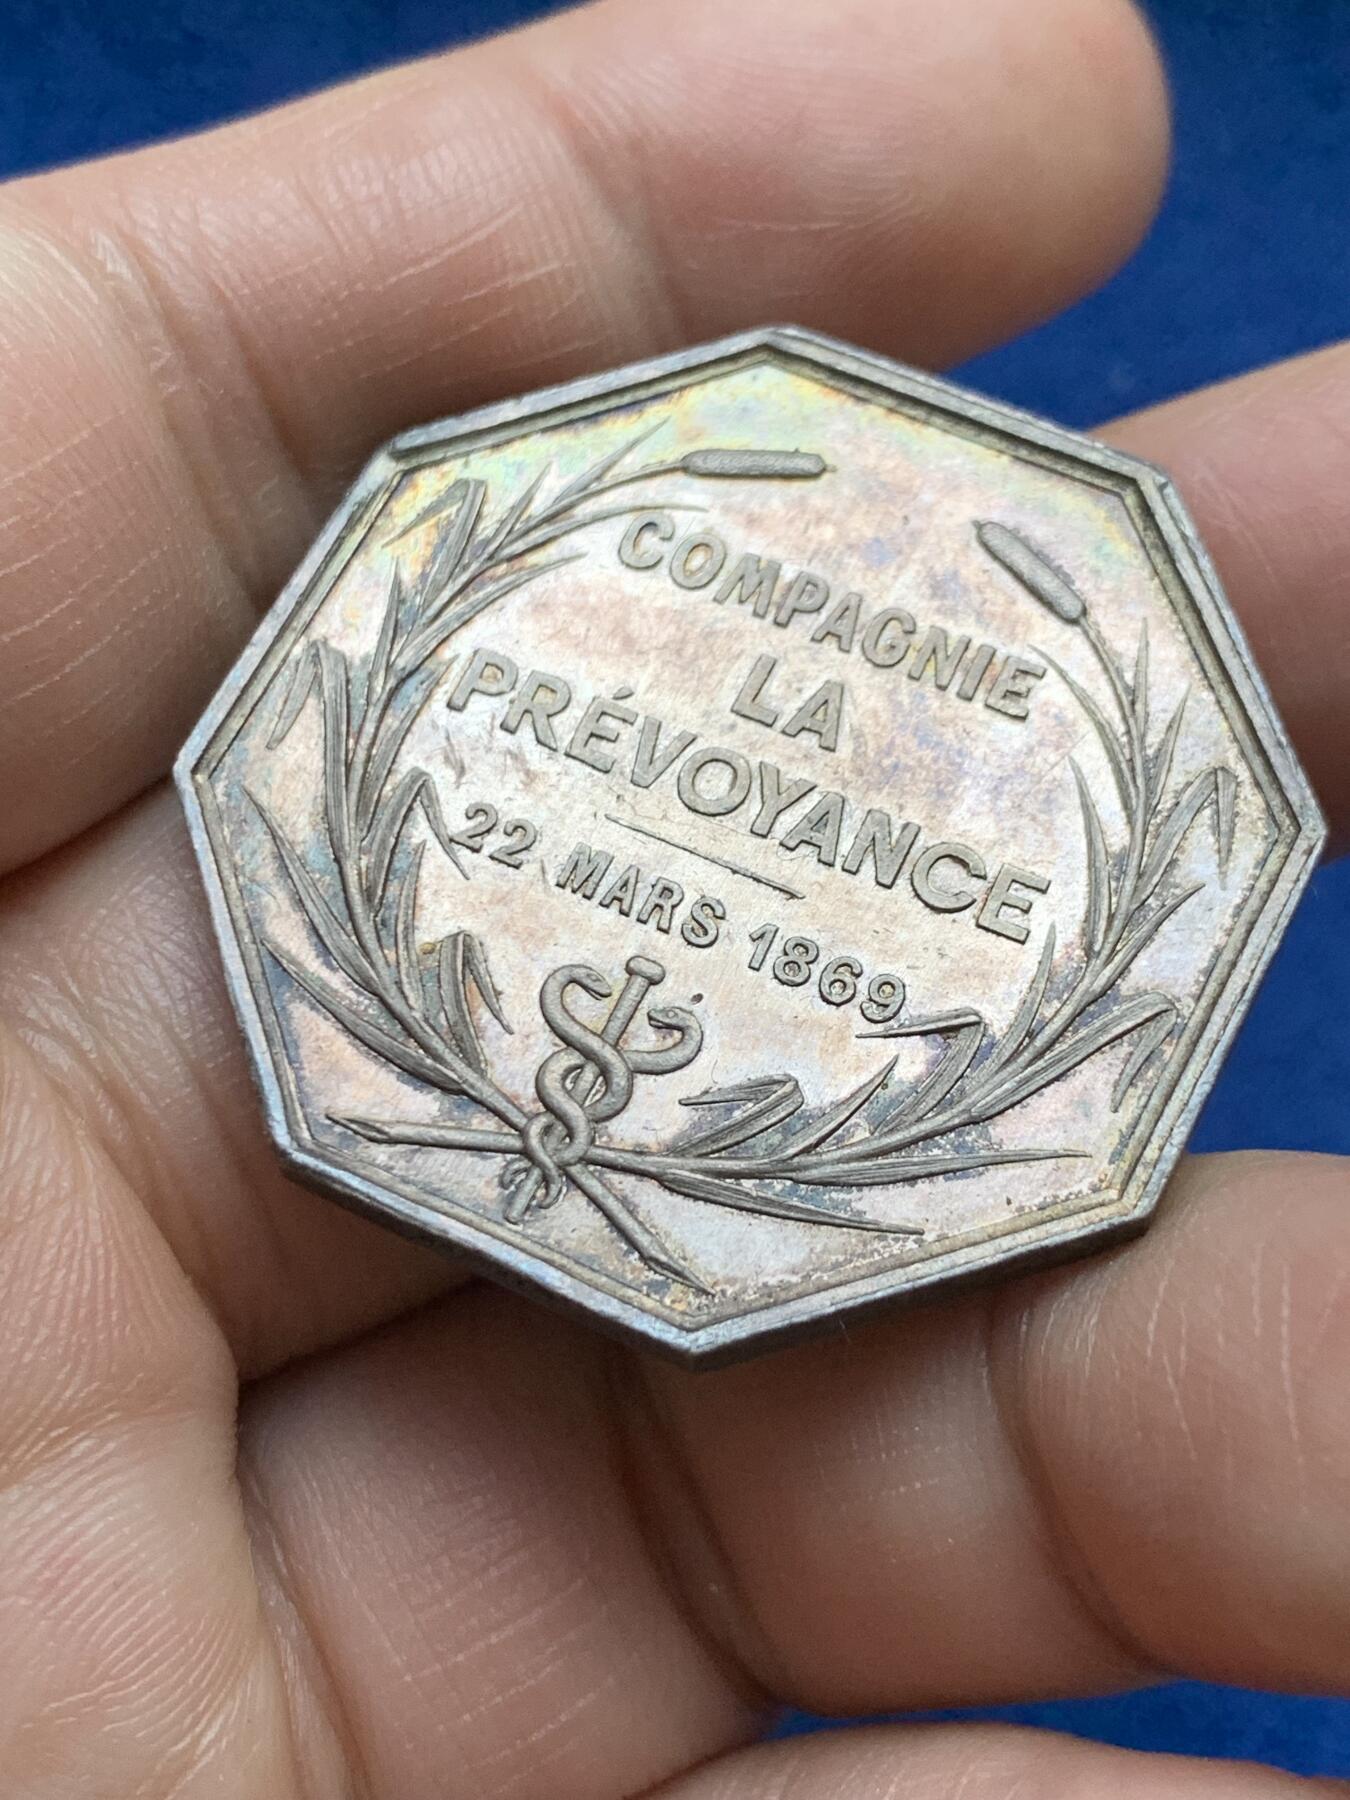 COMPAGNIE
LA
PRÉVOYANCE
22 MARS 1869